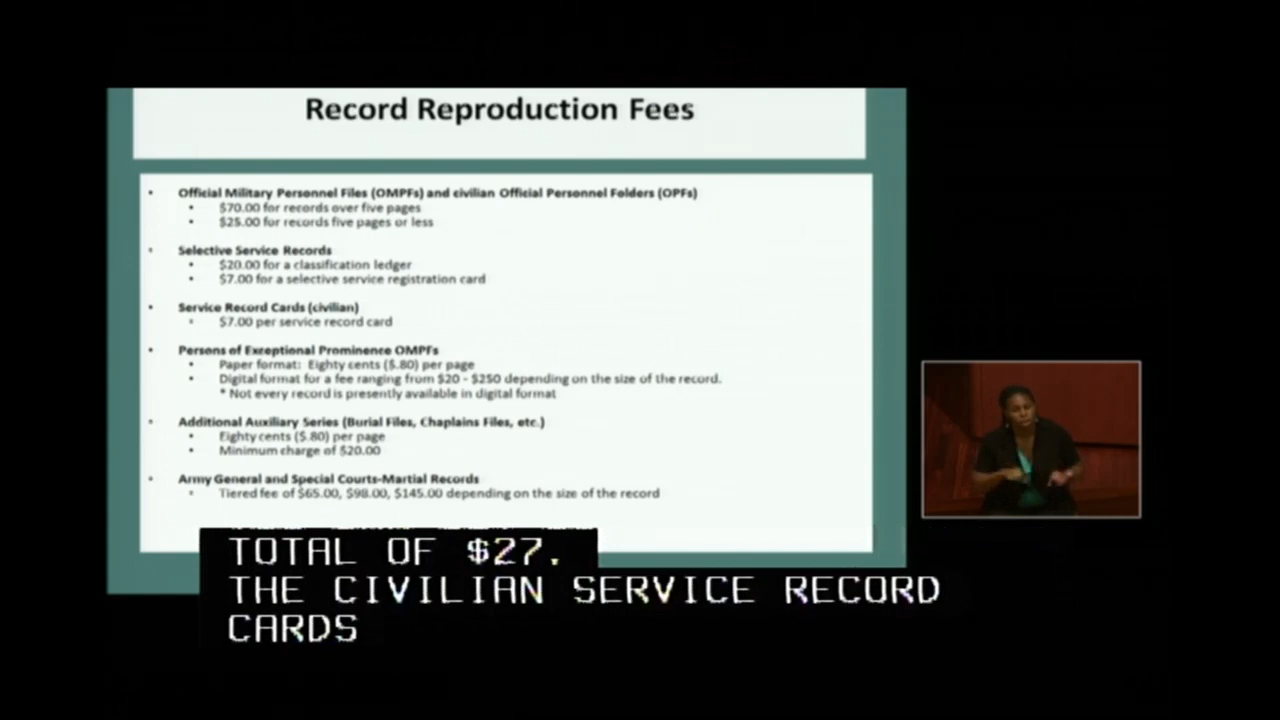 Record Reproduction Fees
• Official Military Personnel Files (OMPFs) and civilian Official Personnel Folders (OPFs)
• $70.00 for records over five pages
• $25.00 for records five pages or less
• Selective Service Records
• $20.00 for a classification ledger
• $7.00 for a selective service registration card
• Service Record Cards (civilian)
• $7.00 per service record card
• Persons of Exceptional Prominence OMPFs
• Paper format: Eighty cents ($.80) per page
• Digital format for a fee ranging from $20 - $250 depending on the size of the record.
* Not every record is presently available in digital format
• Additional Auxiliary Series (Burial Files, Chaplains Files, etc.)
• Eighty cents ($.80) per page
• Minimum charge of $20.00
• Army General and Special Courts-Martial Records
• Tiered fee of $65.00, $98.00, $145.00 depending on the size of the record
TOTAL OF $27.
THE CIVILIAN SERVICE RECORD
CARDS